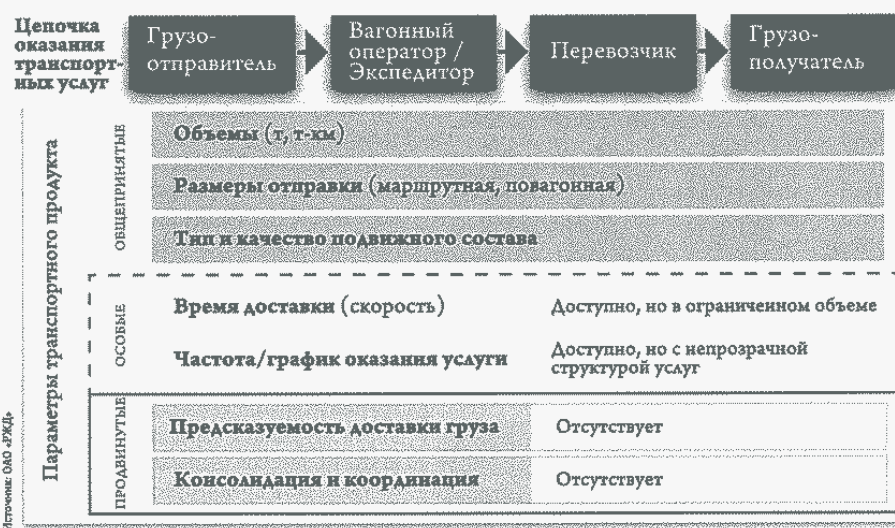 Цепочка
оказания
транспорт-
ных услуг
Грузо-
отправитель
Вагонный
оператор /
Экспедитор
Перевозчик
Грузо-
получатель
Параметры транспортного продукта
ОБЩЕПРИНЯТЫЕ
Объемы (т, т-км)
Размеры отправки (маршрутная, повагонная)
Тип и качество подвижного состава
ОСОБЫЕ
Время доставки (скорость)
Доступно, но в ограниченном объеме
Частота/график оказания услуги
Доступно, но с непрозрачной
структурой услуг
ПРОДВИНУТЫЕ
Предсказуемость доставки груза
Отсутствует
Консолидация и координация
Отсутствует
Источник: ОАО «РЖД»